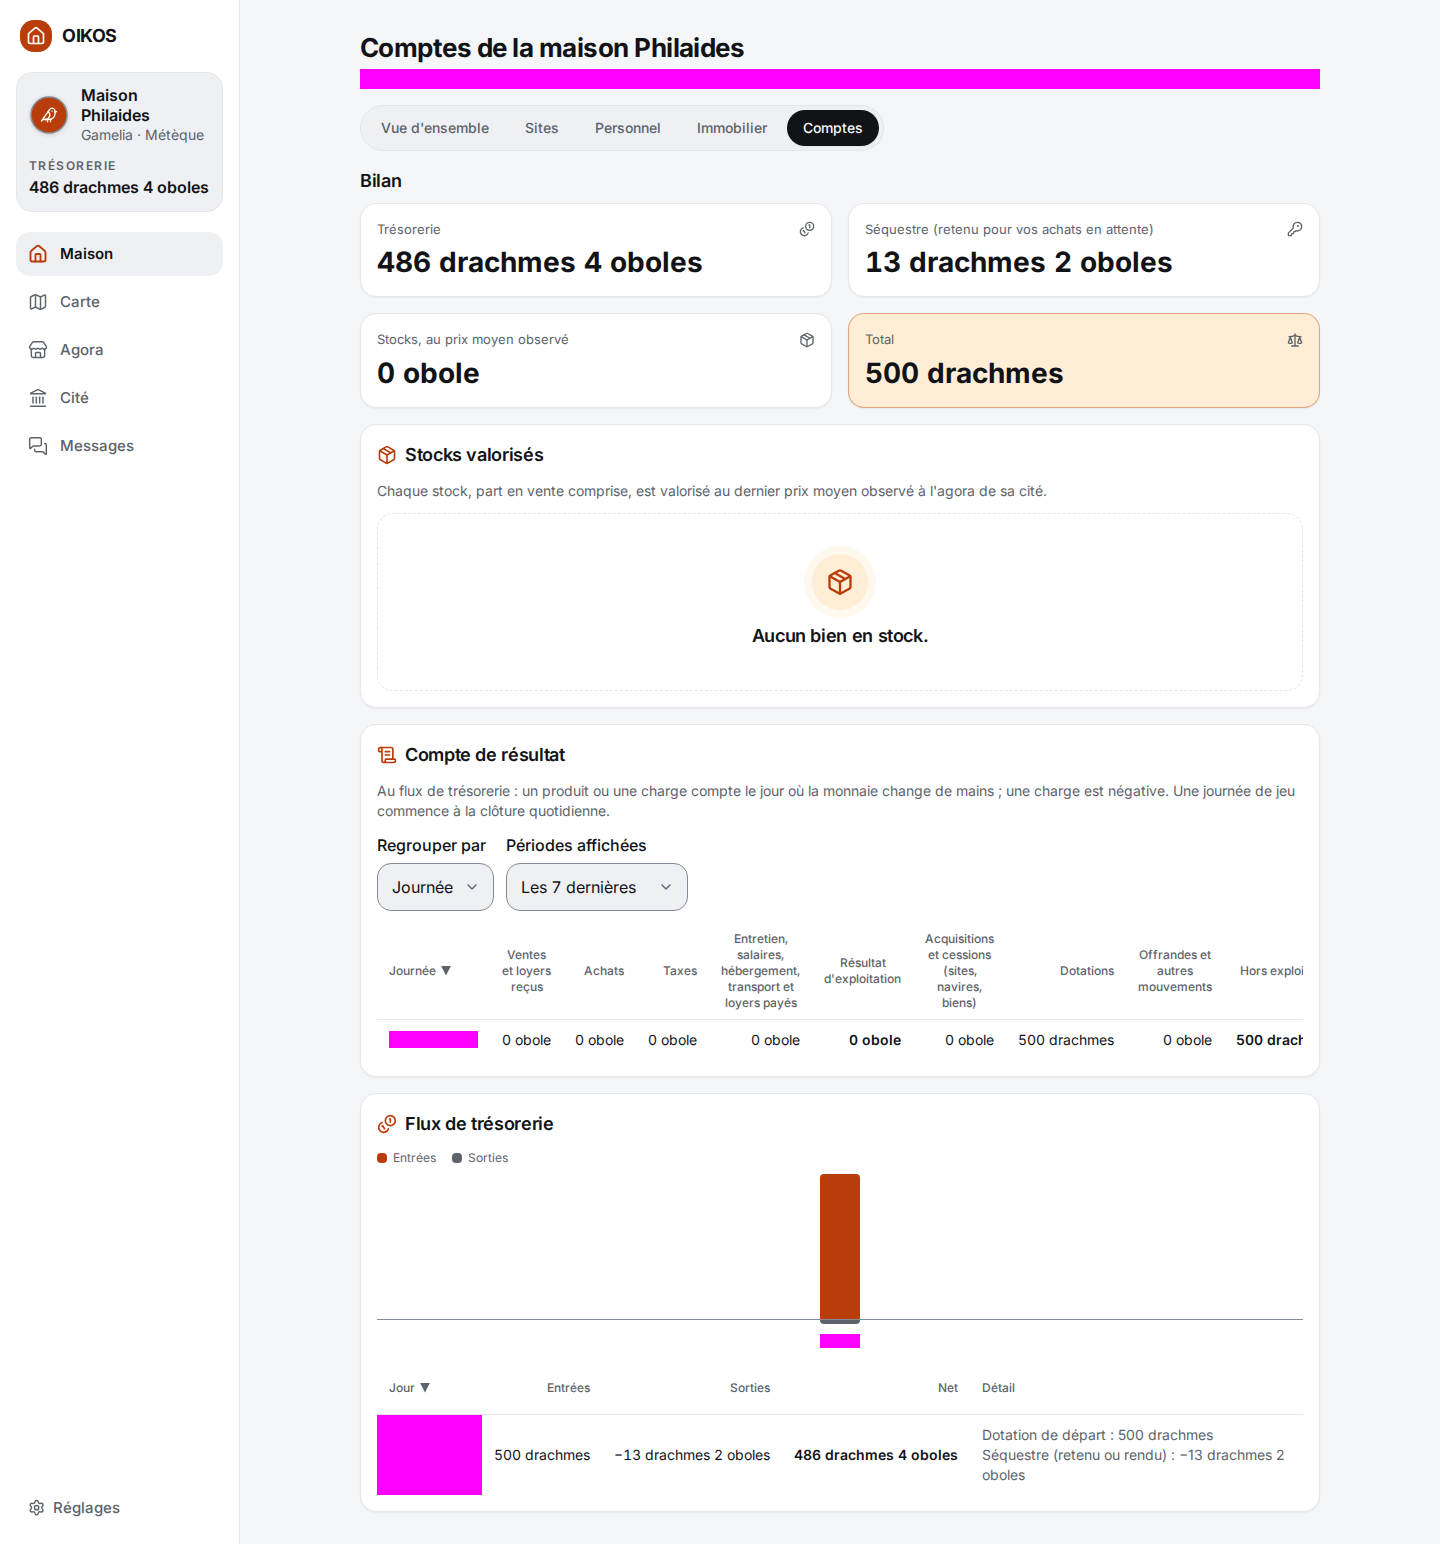 OIKOS
Maison
Philaides
Gamelia · Métèque
TRÉSORERIE
486 drachmes 4 oboles
Maison
Carte
Agora
Cité
Messages
Réglages
Comptes de la maison Philaides
Vue d'ensemble
Sites
Personnel
Immobilier
Comptes
Bilan
Trésorerie
486 drachmes 4 oboles
Séquestre (retenu pour vos achats en attente)
13 drachmes 2 oboles
Stocks, au prix moyen observé
0 obole
Total
500 drachmes
Stocks valorisés
Chaque stock, part en vente comprise, est valorisé au dernier prix moyen observé à l'agora de sa cité.
Aucun bien en stock.
Compte de résultat
Au flux de trésorerie : un produit ou une charge compte le jour où la monnaie change de mains ; une charge est négative. Une journée de jeu
commence à la clôture quotidienne.
Regrouper par
Périodes affichées
Journée
Les 7 dernières
Journée ▼
Ventes
et loyers
reçus
Achats
Taxes
Entretien,
salaires,
hébergement,
transport et
loyers payés
Résultat
d'exploitation
Acquisitions
et cessions
(sites,
navires,
biens)
Dotations
Offrandes et
autres
mouvements
Hors exploi
0 obole
0 obole
0 obole
0 obole
0 obole
0 obole
500 drachmes
0 obole
500 drach
Flux de trésorerie
Entrées
Sorties
Jour ▼
Entrées
Sorties
Net
Détail
500 drachmes
−13 drachmes 2 oboles
486 drachmes 4 oboles
Dotation de départ : 500 drachmes
Séquestre (retenu ou rendu) : −13 drachmes 2
oboles